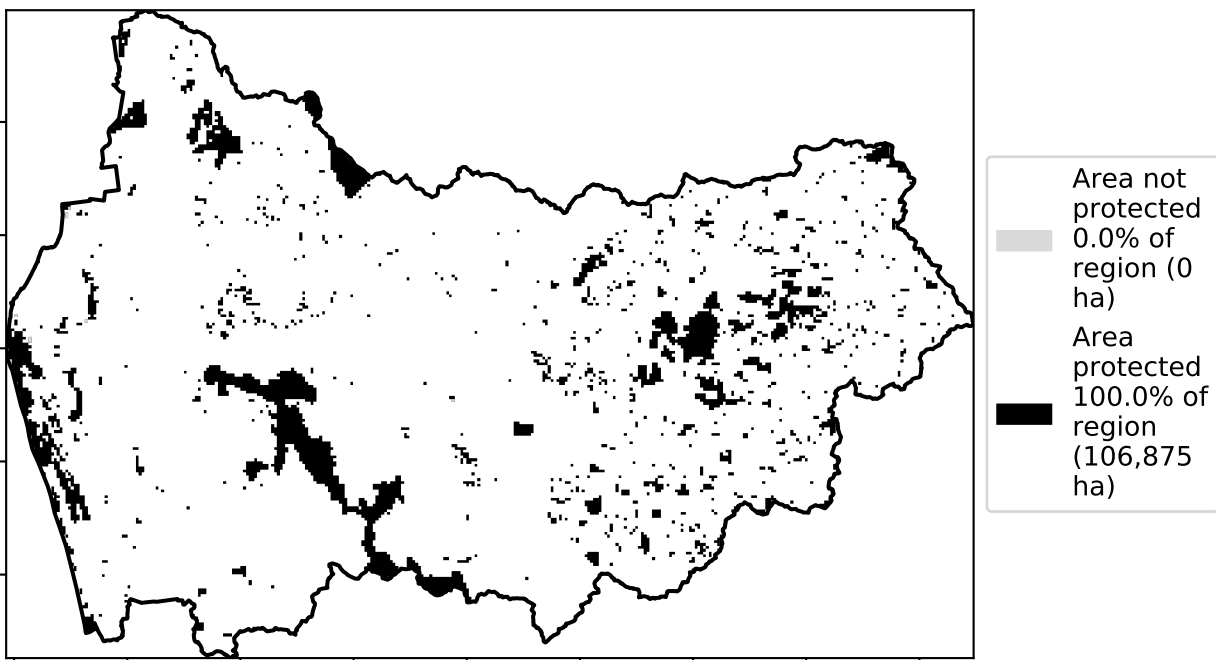 Area not
protected
0.0% of
region (0
ha)
Area
protected
100.0% of
region
(106,875
ha)